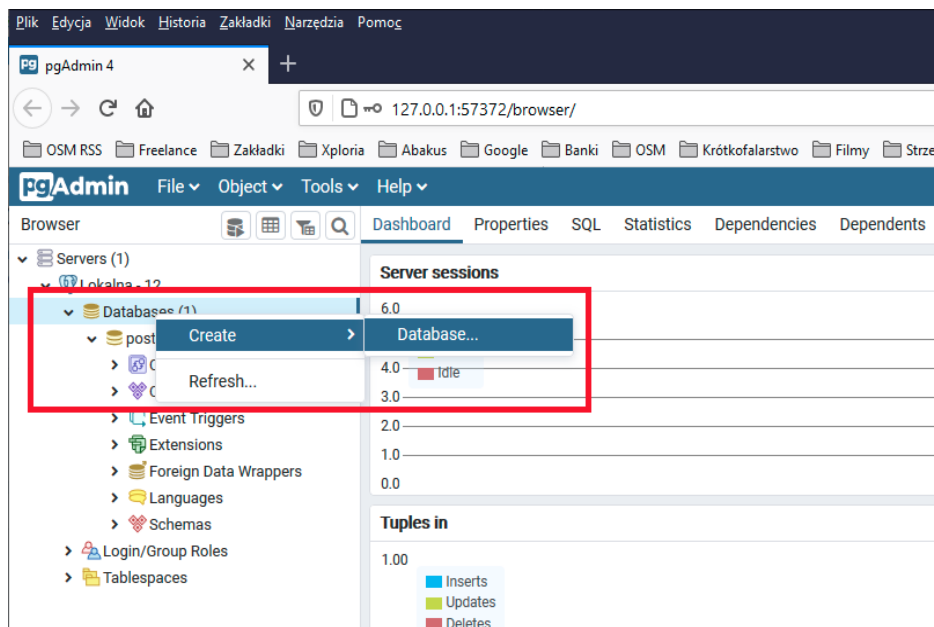 Plik Edycja Widok Historia Zakładki Narzędzia Pomoc
pgAdmin 4
127.0.0.1:57372/browser/
OSM RSS Freelance Zakładki Xploria Abakus Google Banki OSM Krótkofalarstwo Filmy Strze
pgAdmin File Object Tools Help
Browser Dashboard Properties SQL Statistics Dependencies Dependents
Servers (1)
Server sessions
Lokalna - 12
Databases (1) 6.0
post Create Database...
4.0 Idle
Refresh...
3.0
Event Triggers 2.0
Extensions 1.0
Foreign Data Wrappers 0.0
Languages
Schemas Tuples in
Login/Group Roles 1.00
Tablespaces Inserts
Updates
Deletes